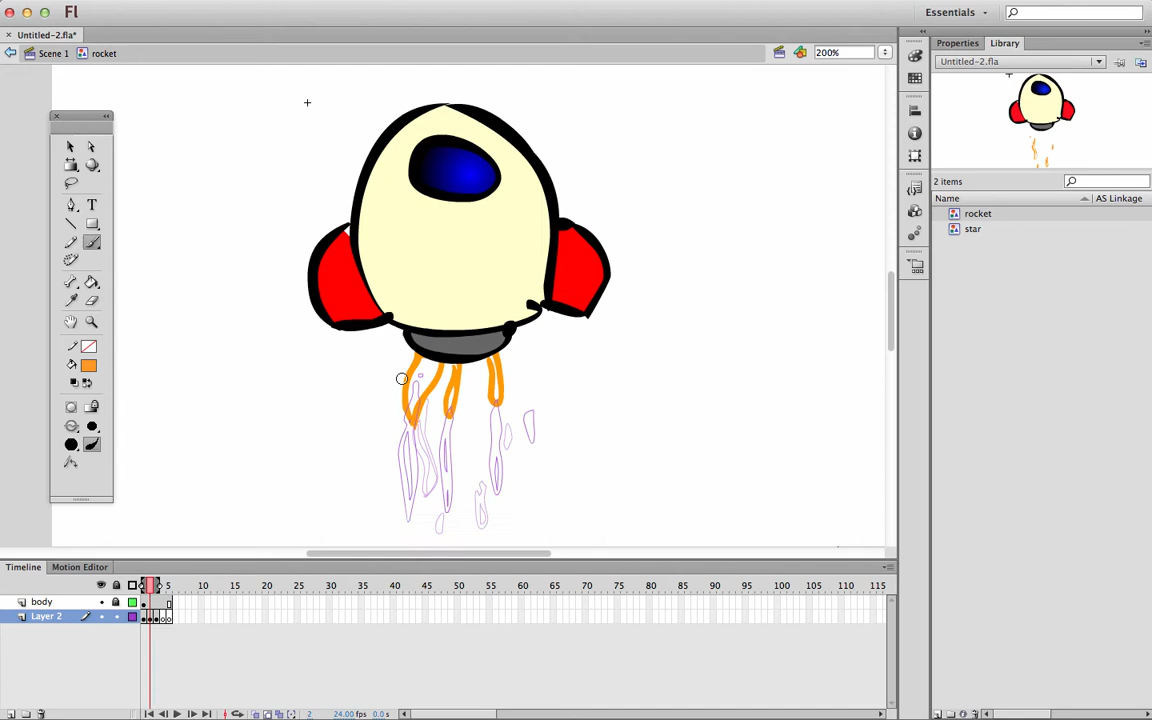 Fl
Essentials
Untitled-2.fla*
Scene 1
rocket
200%
Properties
Library
Untitled-2.fla
2 items
Name
AS Linkage
rocket
star
T
Timeline
Motion Editor
5 10 15 20 25 30 35 40 45 50 55 60 65 70 75 80 85 90 95 100 105 110 115
body
Layer 2
2
24.00 fps
0.0 s